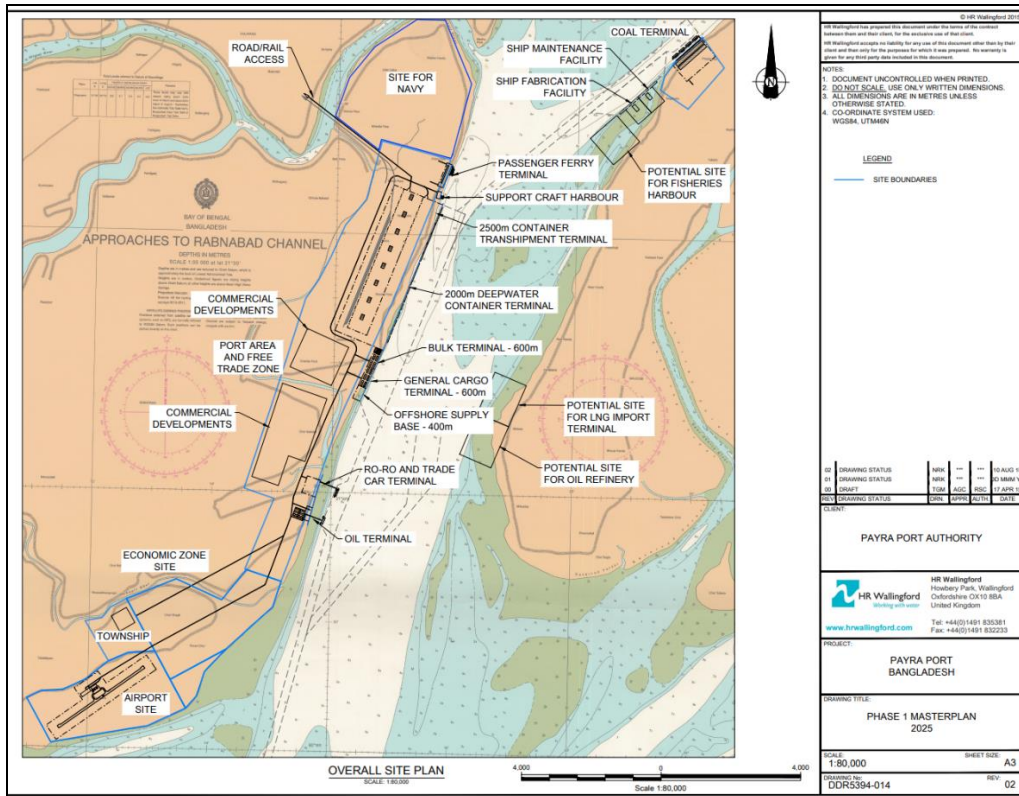 ROAD/RAIL
ACCESS
SITE FOR
NAVY
COAL TERMINAL
SHIP MAINTENANCE
FACILITY
SHIP FABRICATION
FACILITY
PASSENGER FERRY
TERMINAL
POTENTIAL SITE
FOR FISHERIES
HARBOUR
SUPPORT CRAFT HARBOUR
2500m CONTAINER
TRANSHIPMENT TERMINAL
BAY OF BENGAL
BANGLADESH
APPROACHES TO RABNABAD CHANNEL
DEPTHS IN METRES
2000m DEEPWATER
CONTAINER TERMINAL
COMMERCIAL
DEVELOPMENTS
PORT AREA
AND FREE
TRADE ZONE
BULK TERMINAL - 600m
GENERAL CARGO
TERMINAL - 600m
COMMERCIAL
DEVELOPMENTS
OFFSHORE SUPPLY
BASE - 400m
POTENTIAL SITE
FOR LNG IMPORT
TERMINAL
RO-RO AND TRADE
CAR TERMINAL
POTENTIAL SITE
FOR OIL REFINERY
OIL TERMINAL
ECONOMIC ZONE
SITE
TOWNSHIP
AIRPORT
SITE
OVERALL SITE PLAN
SCALE: 1:80,000
4,000 0 4,000
Scale 1:80,000
© HR Wallingford 2015
HR Wallingford has prepared this document under the terms of the contract
between them and their client, for the exclusive use of that client.
HR Wallingford accepts no liability for any use of this document other than by their
client and then only for the purposes for which it was prepared. No warranty is
given for any third party data included in this document.
NOTES:
1. DOCUMENT UNCONTROLLED WHEN PRINTED.
2. DO NOT SCALE. USE ONLY WRITTEN DIMENSIONS.
3. ALL DIMENSIONS ARE IN METRES UNLESS
OTHERWISE STATED.
4. CO-ORDINATE SYSTEM USED:
WGS84, UTM46N
LEGEND
SITE BOUNDARIES
02 DRAWING STATUS NRK *** *** 10 AUG 1
01 DRAWING STATUS NRK *** ***
00 DRAFT TGM AGC RSC 17 APR 1
REV DRAWING STATUS DRN. APPR. AUTH. DATE
CLIENT:
PAYRA PORT AUTHORITY
HR Wallingford
Working with water
www.hrwallingford.com
HR Wallingford
Howbery Park, Wallingford
Oxfordshire OX10 8BA
United Kingdom
Tel: +44(0)1491 835381
Fax: +44(0)1491 832233
PROJECT:
PAYRA PORT
BANGLADESH
DRAWING TITLE:
PHASE 1 MASTERPLAN
2025
SCALE:
1:80,000
SHEET SIZE:
A3
DRAWING No:
DDR5394-014
REV:
02